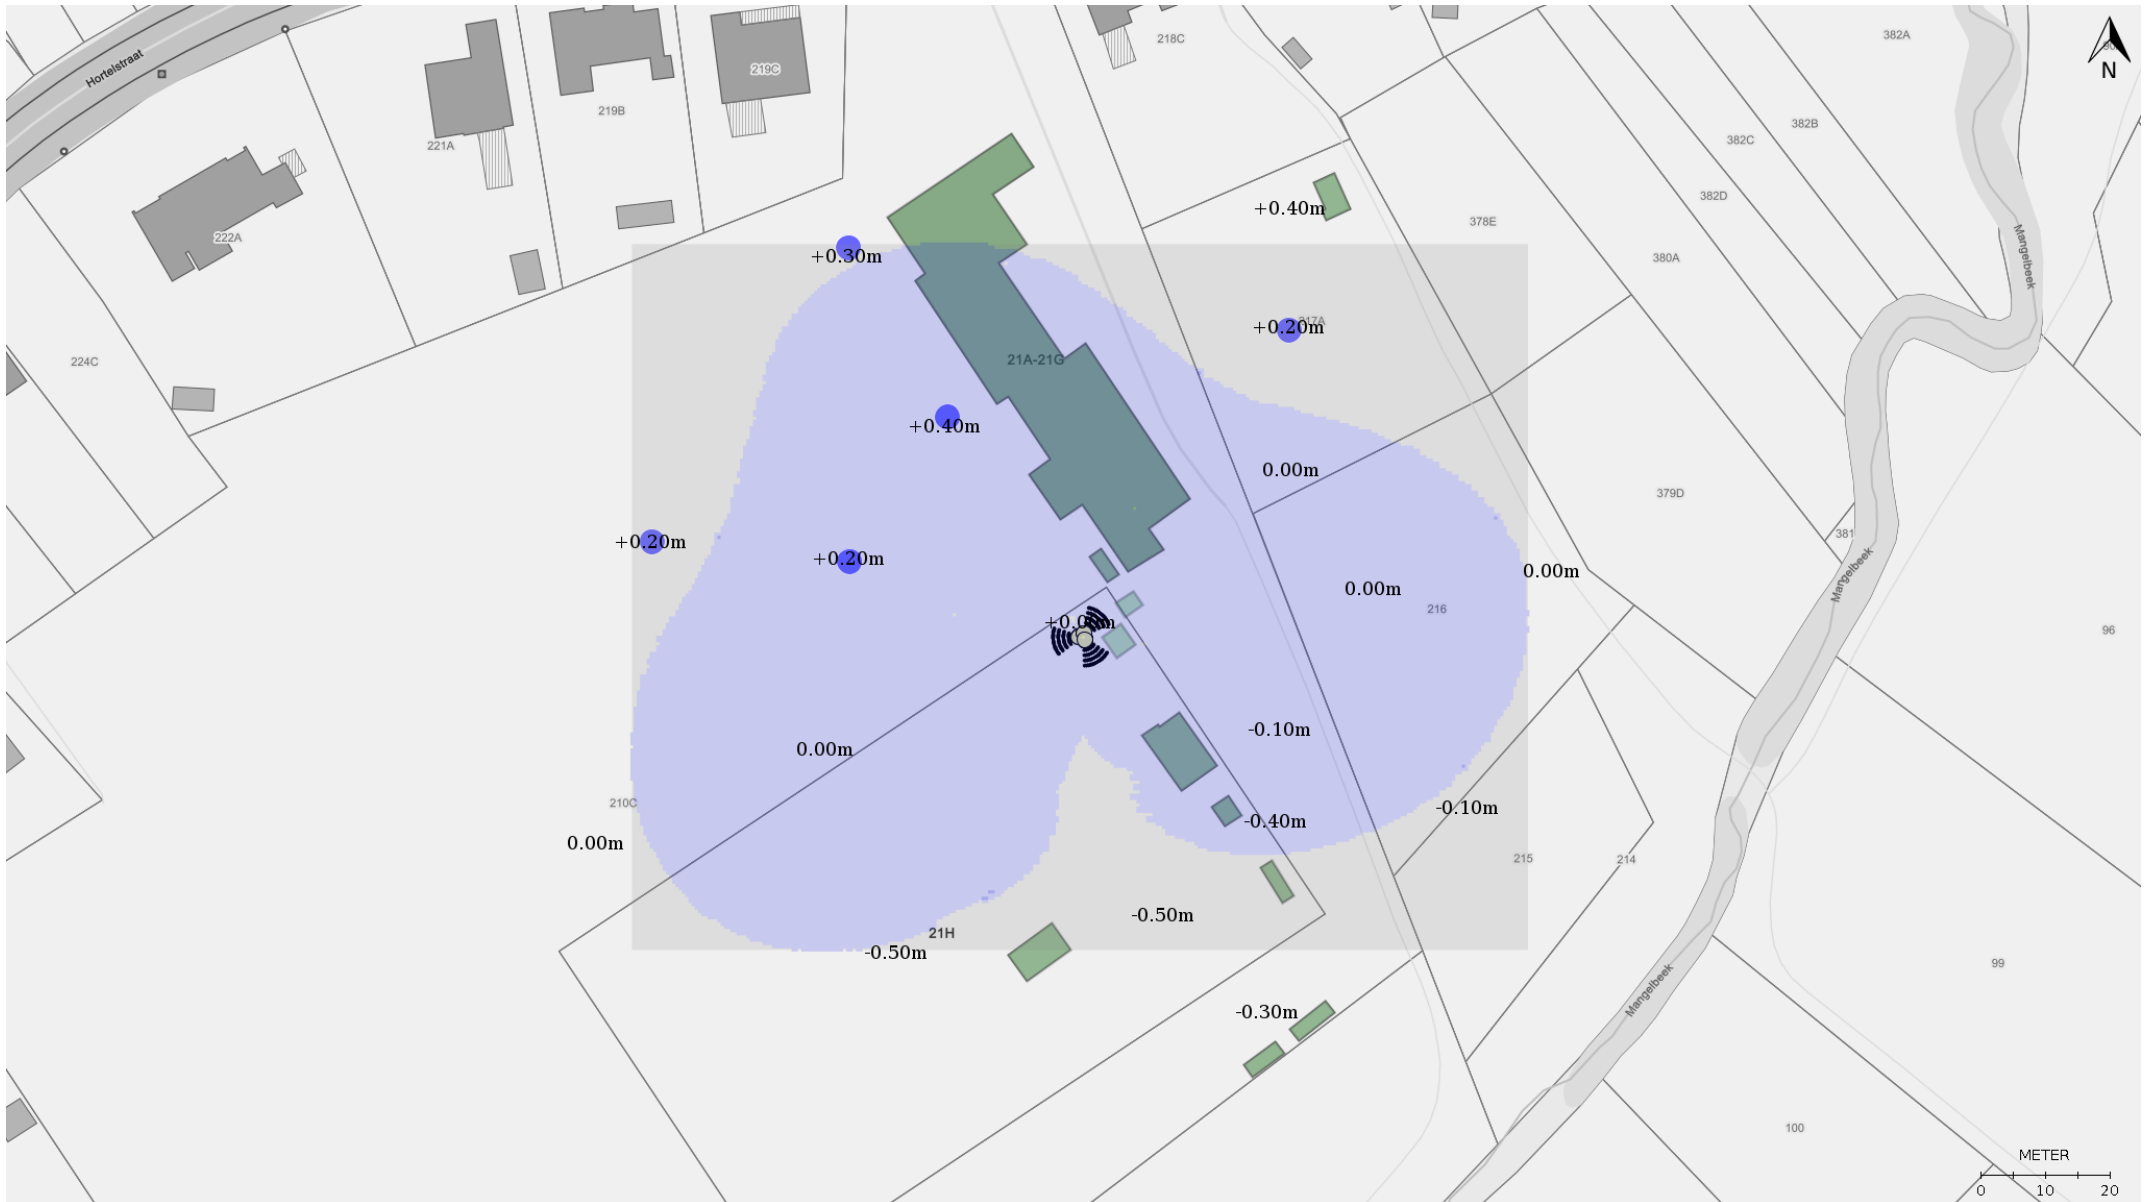 382A
90
N
218C
Hortelstraat
219C
219B
382B
382C
221A
382D
+0.40m
378E
222A
Mangelbeek
+0.30m
380A
217A
+0.20m
21A-21G
224C
+0.40m
0.00m
379D
381
+0.20m
+0.20m
0.00m
0.00m
Mangelbeek
216
96
-0.10m
0.00m
210C
-0.10m
-0.40m
0.00m
215
214
-0.50m
21H
-0.50m
99
Mangelbeek
-0.30m
100
METER
0 10 20